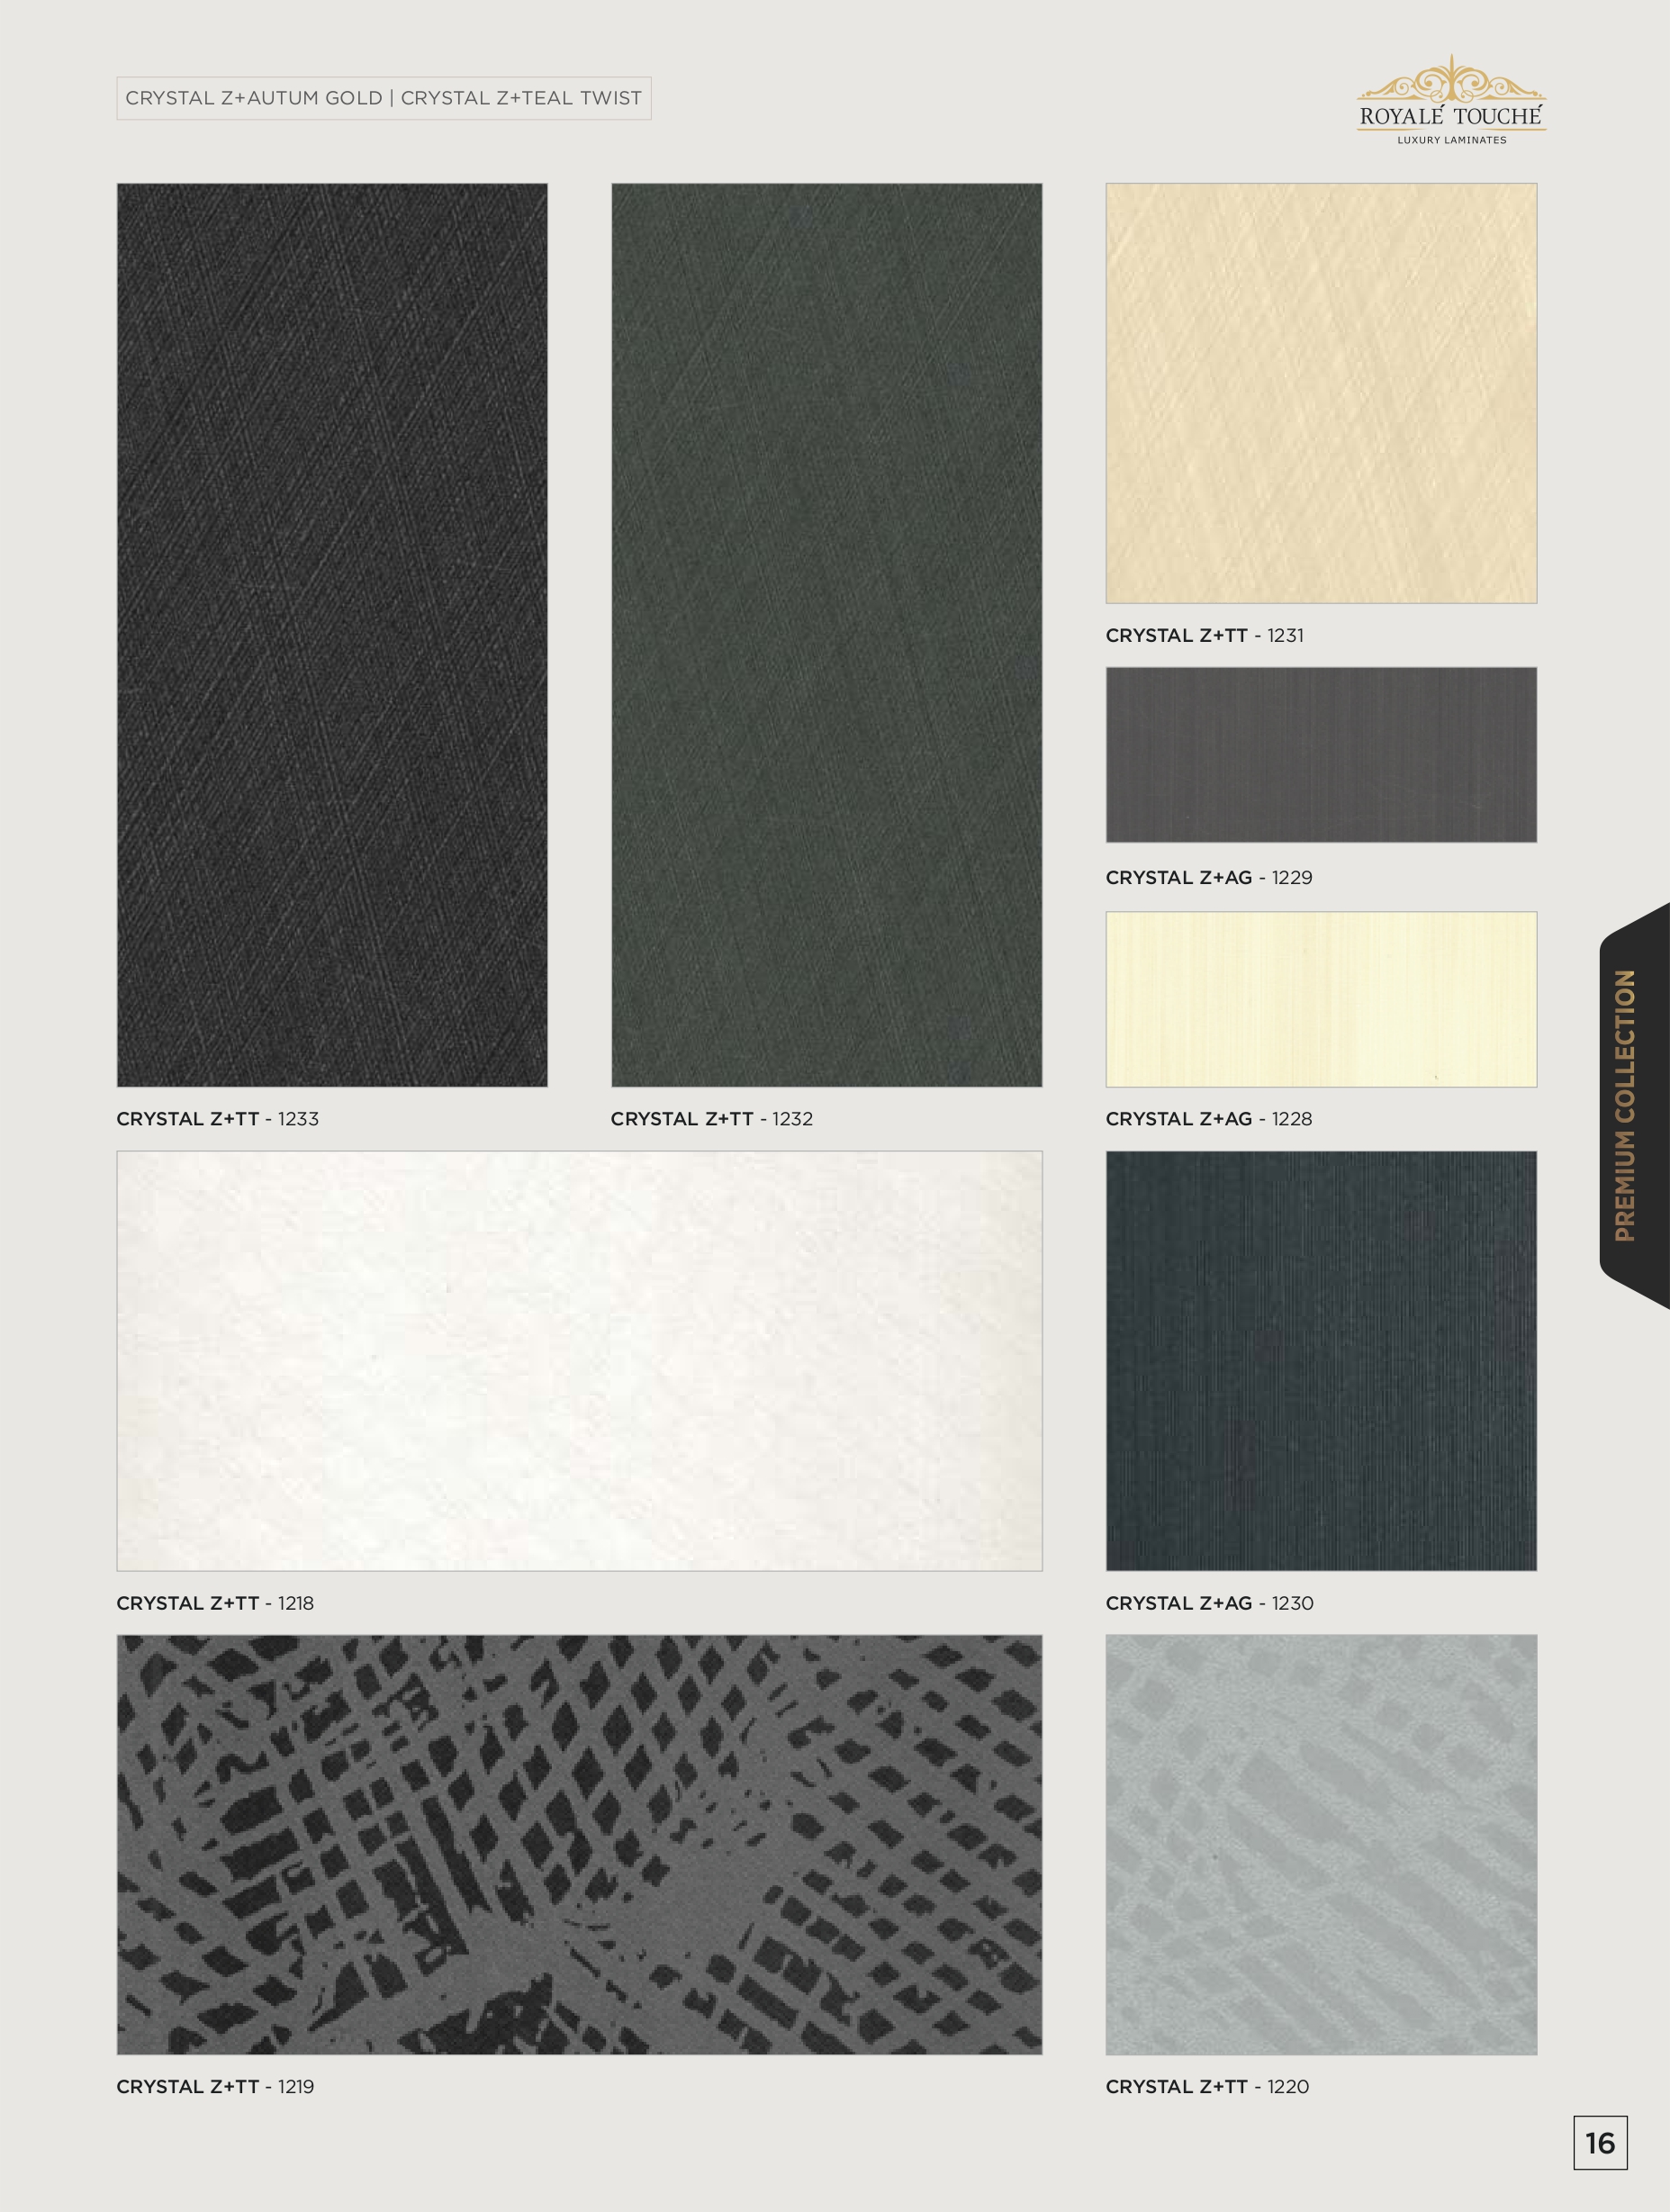 CRYSTAL Z+AUTUM GOLD | CRYSTAL Z+TEAL TWIST
ROYALÉ TOUCHÉ
LUXURY LAMINATES
CRYSTAL Z+TT - 1231
CRYSTAL Z+AG - 1229
CRYSTAL Z+TT - 1233
CRYSTAL Z+TT - 1232
CRYSTAL Z+AG - 1228
PREMIUM COLLECTION
CRYSTAL Z+TT - 1218
CRYSTAL Z+AG - 1230
CRYSTAL Z+TT - 1219
CRYSTAL Z+TT - 1220
16